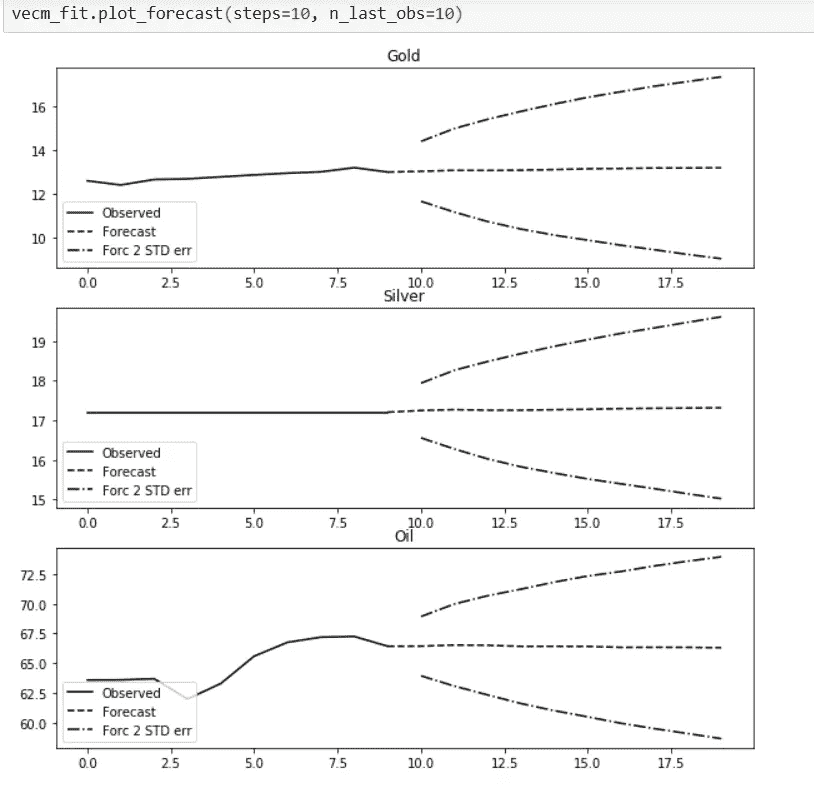 vecm_fit.plot_forecast(steps=10, n_last_obs=10)
Gold
16
14
12
10
Observed
Forecast
Forc 2 STD err
0.0 2.5 5.0 7.5 10.0 12.5 15.0 17.5
Silver
19
18
17
16
15
Observed
Forecast
Forc 2 STD err
0.0 2.5 5.0 7.5 10.0 12.5 15.0 17.5
Oil
72.5
70.0
67.5
65.0
62.5
60.0
Observed
Forecast
Forc 2 STD err
0.0 2.5 5.0 7.5 10.0 12.5 15.0 17.5